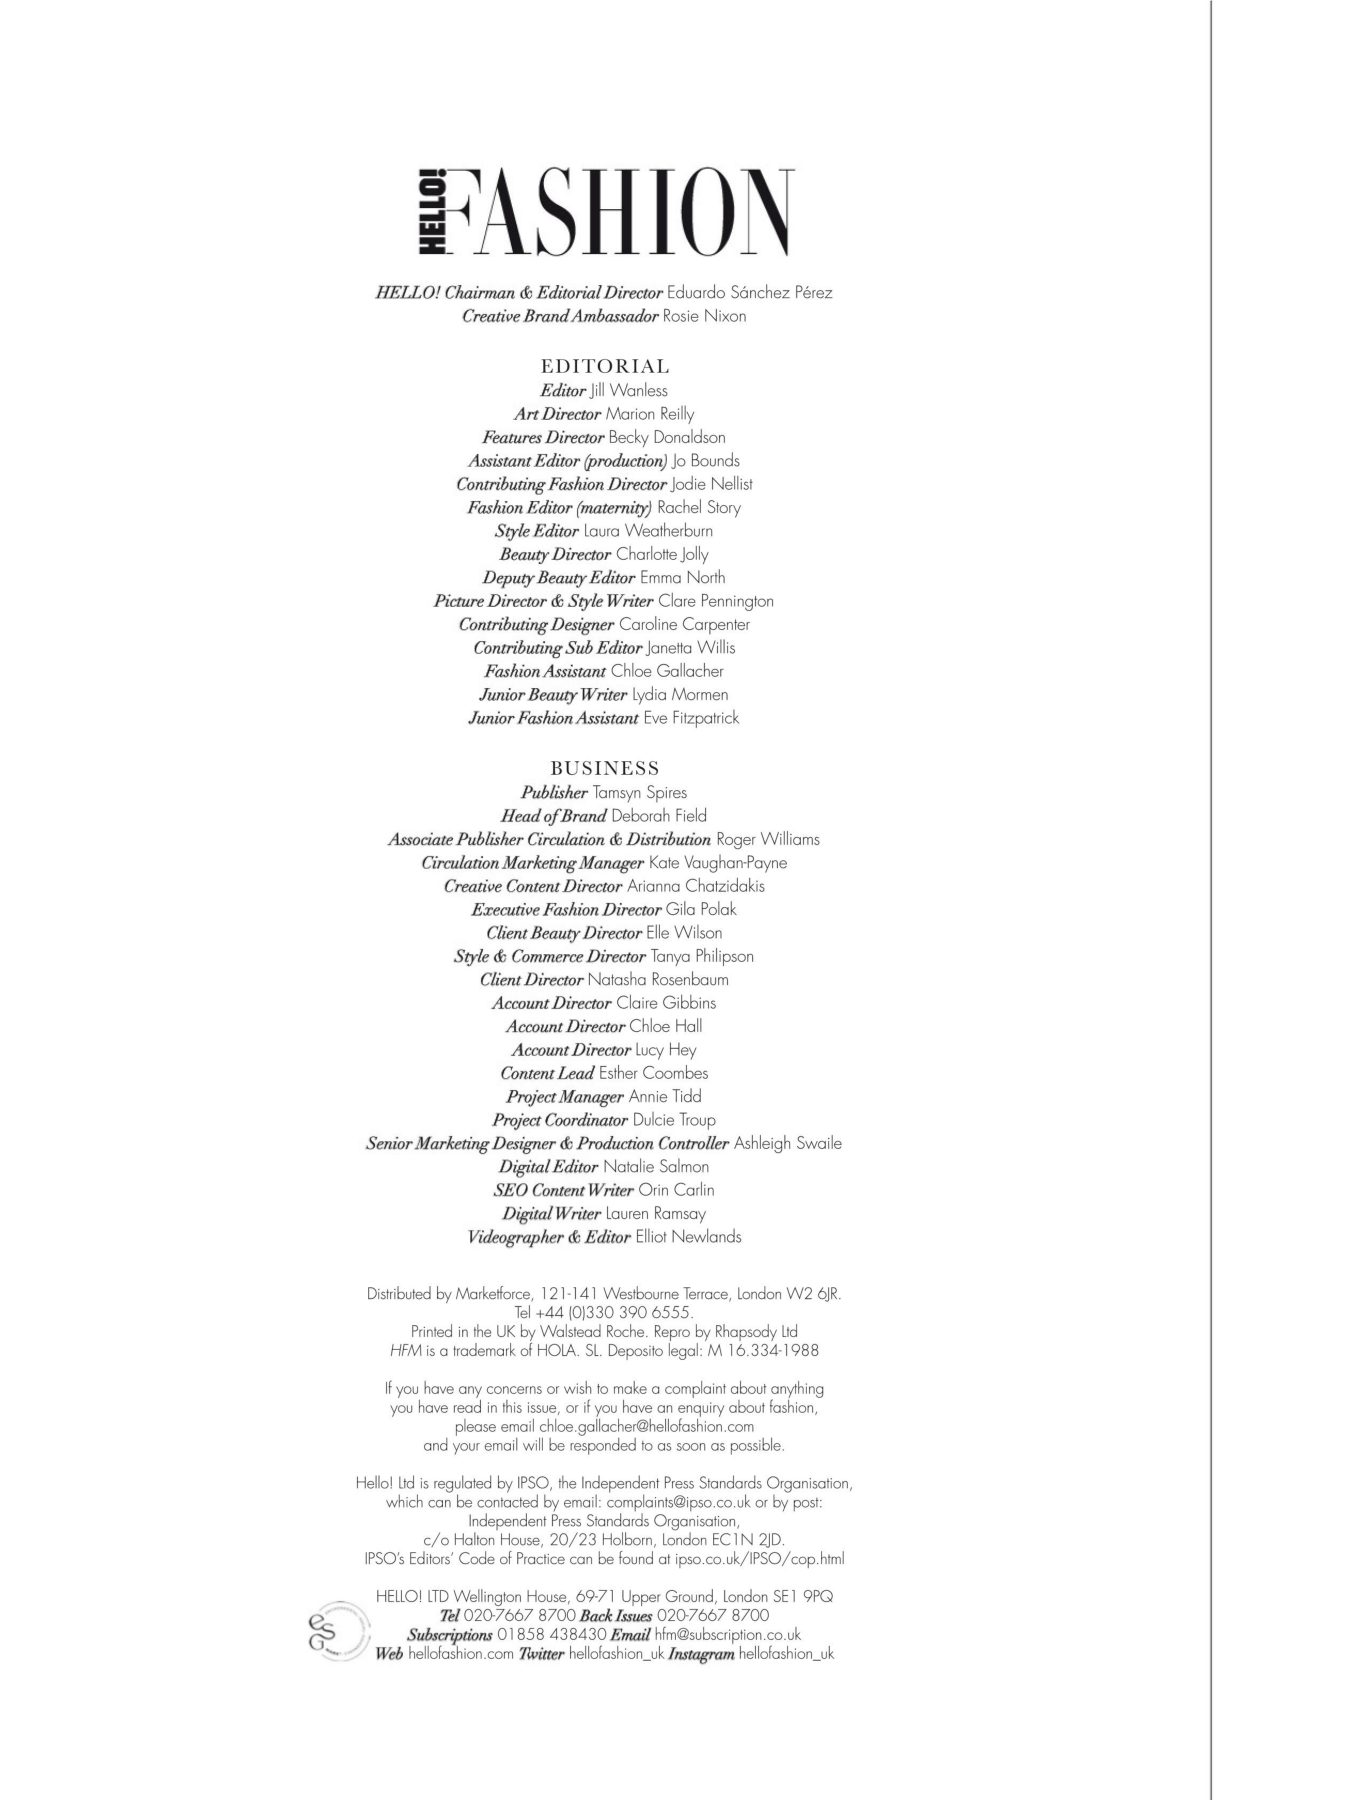 HELLO! FASHION
HELLO! Chairman & Editorial Director Eduardo Sánchez Pérez
Creative Brand Ambassador Rosie Nixon
EDITORIAL
Editor Jill Wanless
Art Director Marion Reilly
Features Director Becky Donaldson
Assistant Editor (production) Jo Bounds
Contributing Fashion Director Jodie Nellist
Fashion Editor (maternity) Rachel Story
Style Editor Laura Weatherburn
Beauty Director Charlotte Jolly
Deputy Beauty Editor Emma North
Picture Director & Style Writer Clare Pennington
Contributing Designer Caroline Carpenter
Contributing Sub Editor Janetta Willis
Fashion Assistant Chloe Gallacher
Junior Beauty Writer Lydia Mormen
Junior Fashion Assistant Eve Fitzpatrick
BUSINESS
Publisher Tamsyn Spires
Head of Brand Deborah Field
Associate Publisher Circulation & Distribution Roger Williams
Circulation Marketing Manager Kate Vaughan-Payne
Creative Content Director Arianna Chatzidakis
Executive Fashion Director Gila Polak
Client Beauty Director Elle Wilson
Style & Commerce Director Tanya Philipson
Client Director Natasha Rosenbaum
Account Director Claire Gibbins
Account Director Chloe Hall
Account Director Lucy Hey
Content Lead Esther Coombes
Project Manager Annie Tidd
Project Coordinator Dulcie Troup
Senior Marketing Designer & Production Controller Ashleigh Swaile
Digital Editor Natalie Salmon
SEO Content Writer Orin Carlin
Digital Writer Lauren Ramsay
Videographer & Editor Elliot Newlands
Distributed by Marketforce, 121-141 Westbourne Terrace, London W2 6JR.
Tel +44 (0)330 390 6555.
Printed in the UK by Walstead Roche. Repro by Rhapsody Ltd
HFM is a trademark of HOLA. SL. Deposito legal: M 16.334-1988
If you have any concerns or wish to make a complaint about anything
you have read in this issue, or if you have an enquiry about fashion,
please email chloe.gallacher@hellofashion.com
and your email will be responded to as soon as possible.
Hello! Ltd is regulated by IPSO, the Independent Press Standards Organisation,
which can be contacted by email: complaints@ipso.co.uk or by post:
Independent Press Standards Organisation,
c/o Halton House, 20/23 Holborn, London EC1N 2JD.
IPSO's Editors' Code of Practice can be found at ipso.co.uk/IPSO/cop.html
HELLO! LTD Wellington House, 69-71 Upper Ground, London SE1 9PQ
Tel 020-7667 8700 Back Issues 020-7667 8700
Subscriptions 01858 438430 Email hfm@subscription.co.uk
Web hellofashion.com Twitter hellofashion_uk Instagram hellofashion_uk
esG